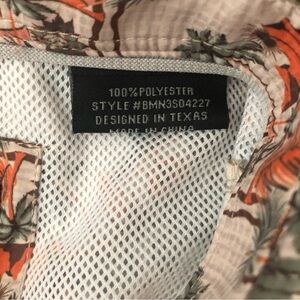 100% POLYESTER
STYLE #BMN3S04227
DESIGNED IN TEXAS
MADE IN CHINA